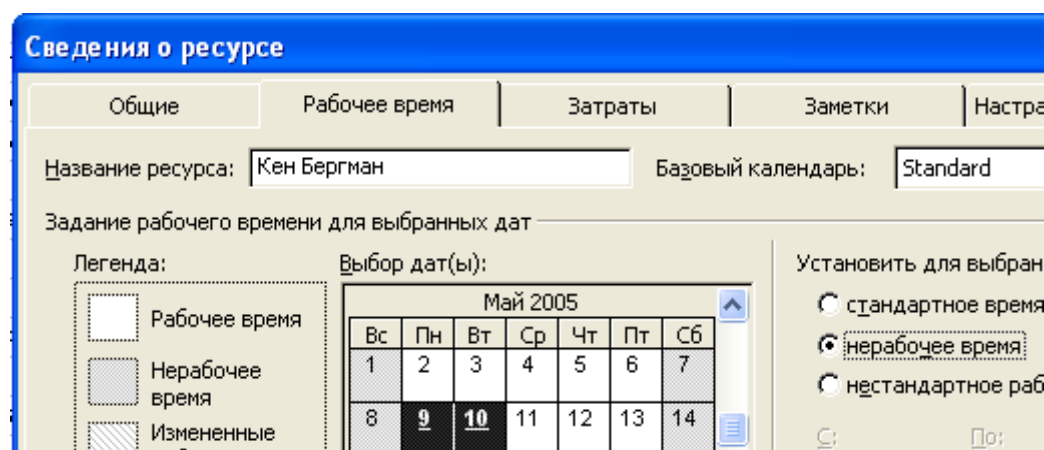 Сведения о ресурсе
Общие Рабочее время Затраты Заметки Настра
Название ресурса: Кен Бергман Базовый календарь: Standard
Задание рабочего времени для выбранных дат
Легенда: Выбор дат(ы): Установить для выбран
Май 2005
стандартное время
Рабочее время
Вс Пн Вт Ср Чт Пт Сб
нерабочее время
1 2 3 4 5 6 7
Нерабочее
время
нестандартное раб
8 9 10 11 12 13 14
Измененные
С: По: